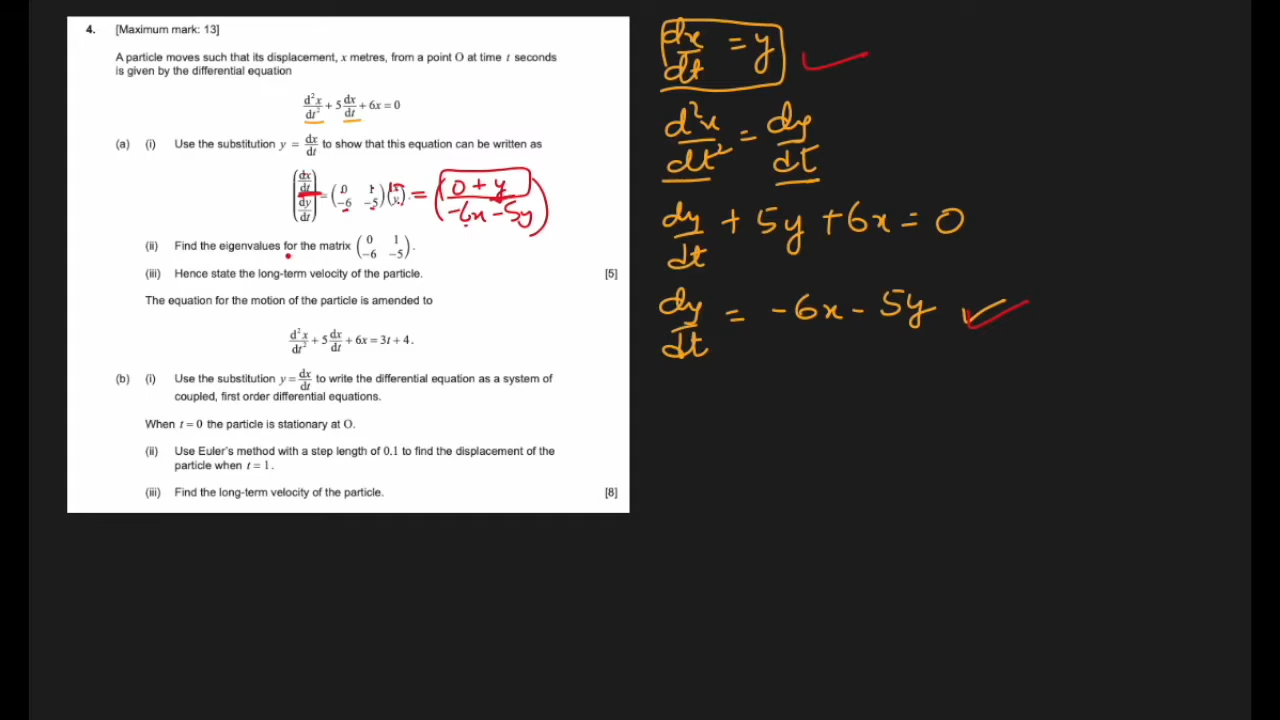 4. [Maximum mark: 13]
A particle moves such that its displacement, x metres, from a point O at time t seconds
is given by the differential equation
d²x/dt² + 5 dx/dt + 6x = 0
(a) (i) Use the substitution y = dx/dt to show that this equation can be written as
(dx/dt dy/dt) = (0 1 -6 -5)(x y) = (0 + y -6x - 5y)
(ii) Find the eigenvalues for the matrix (0 1 -6 -5).
(iii) Hence state the long-term velocity of the particle. [5]
The equation for the motion of the particle is amended to
d²x/dt² + 5 dx/dt + 6x = 3t + 4.
(b) (i) Use the substitution y = dx/dt to write the differential equation as a system of
coupled, first order differential equations.
When t = 0 the particle is stationary at O.
(ii) Use Euler's method with a step length of 0.1 to find the displacement of the
particle when t = 1.
(iii) Find the long-term velocity of the particle. [8]
dx/dt = y
d²x/dt² = dy/dt
dy/dt + 5y + 6x = 0
dy/dt = -6x - 5y